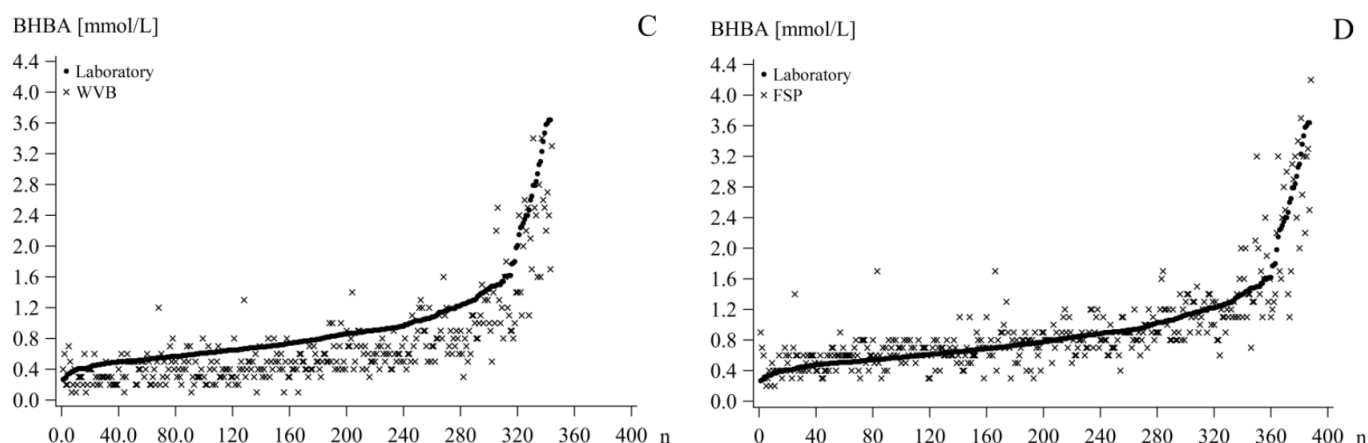 BHBA [mmol/L]
C
4.4
• Laboratory
× WVB
4.0
3.6
3.2
2.8
2.4
2.0
1.6
1.2
0.8
0.4
0.0
0.0 40.0 80.0 120 160 200 240 280 320 360 400 n
BHBA [mmol/L]
D
4.4
• Laboratory
× FSP
4.0
3.6
3.2
2.8
2.4
2.0
1.6
1.2
0.8
0.4
0.0
0 40 80 120 160 200 240 280 320 360 400 n